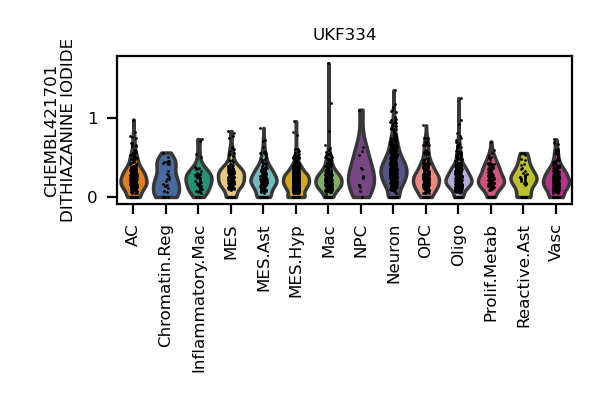 UKF334
CHEMBL421701
DITHIAZANINE IODIDE
1
0
AC
Chromatin.Reg
Inflammatory.Mac
MES
MES.Ast
MES.Hyp
Mac
NPC
Neuron
OPC
Oligo
Prolif.Metab
Reactive.Ast
Vasc